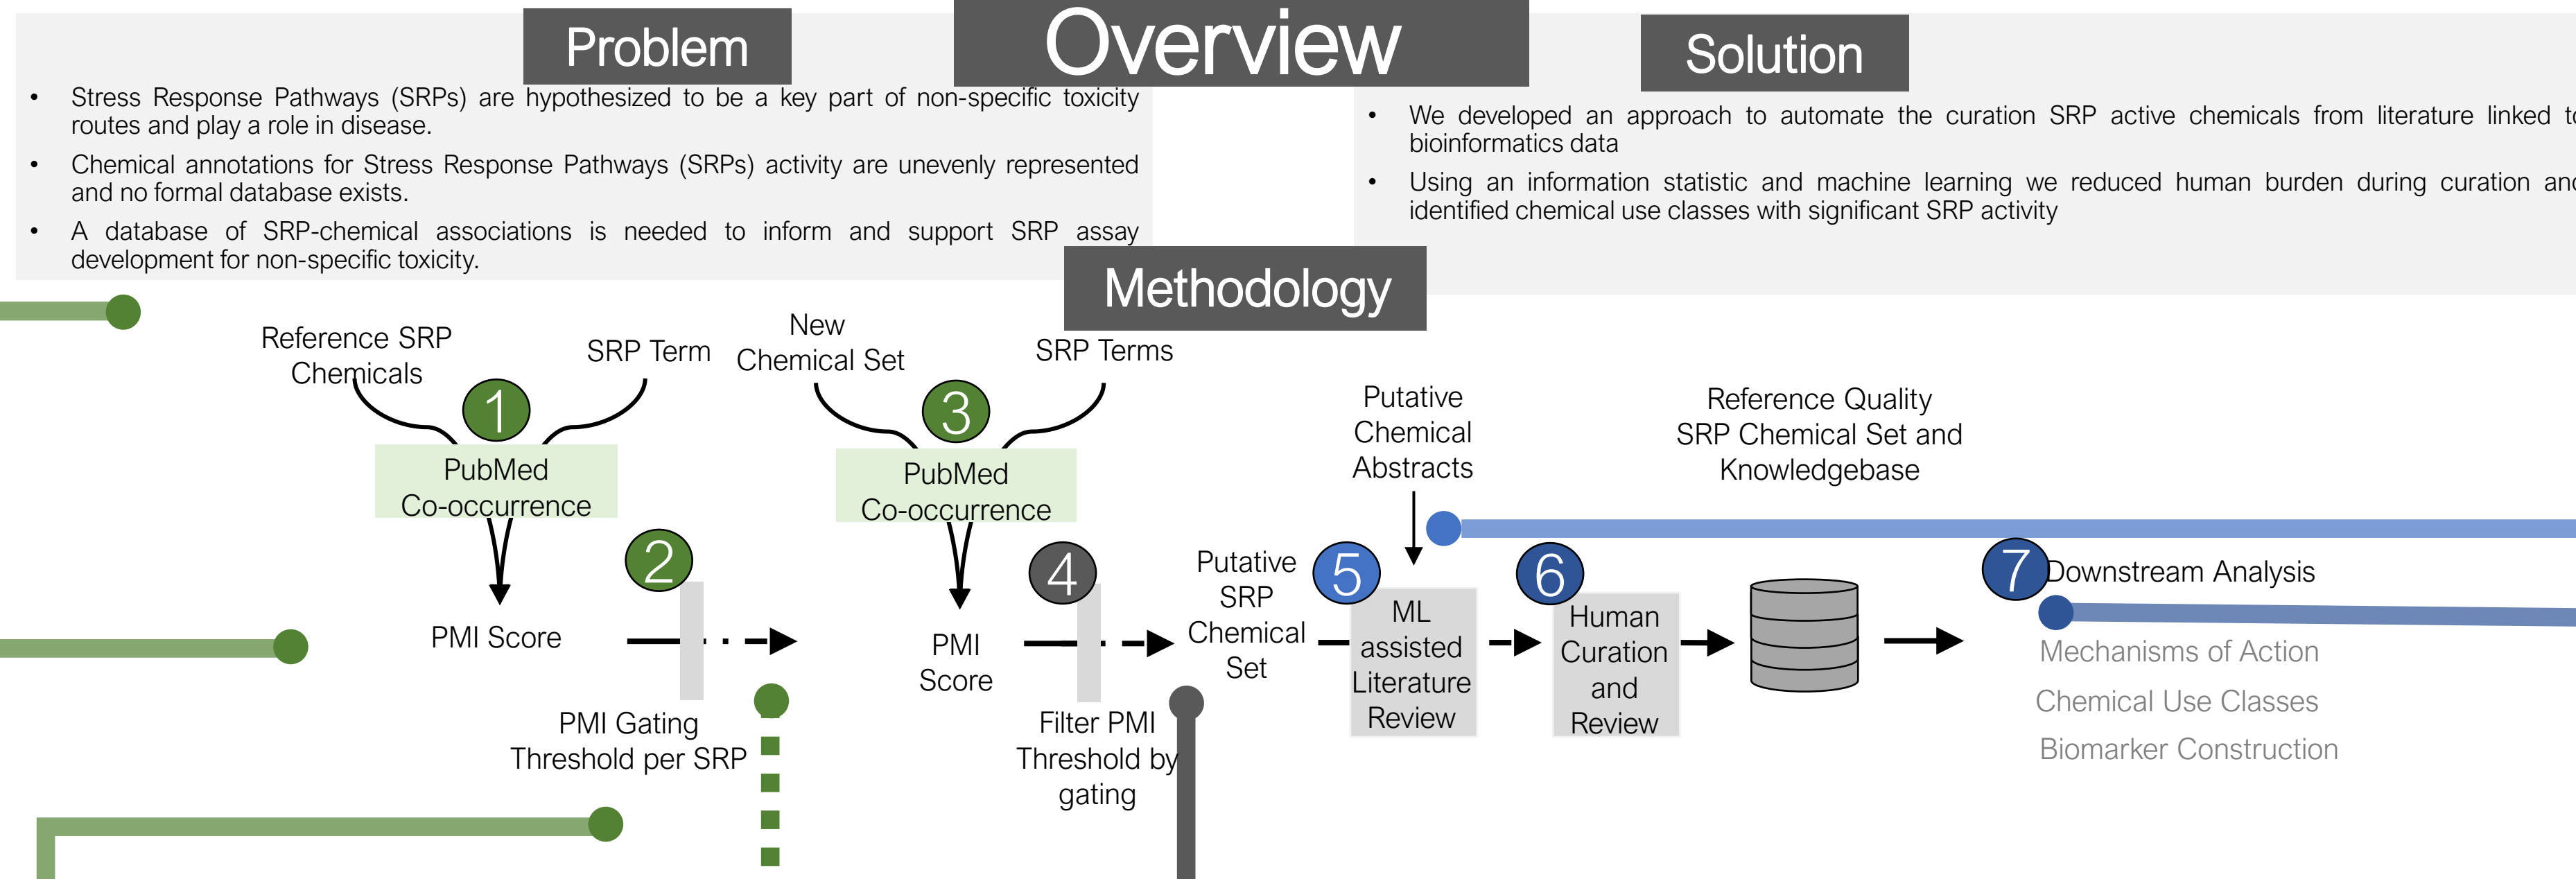 Overview
Problem
• Stress Response Pathways (SRPs) are hypothesized to be a key part of non-specific toxicity
routes and play a role in disease.
• Chemical annotations for Stress Response Pathways (SRPs) activity are unevenly represented
and no formal database exists.
• A database of SRP-chemical associations is needed to inform and support SRP assay
development for non-specific toxicity.
Solution
• We developed an approach to automate the curation SRP active chemicals from literature linked
bioinformatics data
• Using an information statistic and machine learning we reduced human burden during curation
identified chemical use classes with significant SRP activity
Methodology
Reference SRP
Chemicals
SRP Term
1
PubMed
Co-occurrence
PMI Score
2
PMI Gating
Threshold per SRP
New
Chemical Set
SRP Terms
3
PubMed
Co-occurrence
PMI
Score
4
Filter PMI
Threshold by
gating
Putative
SRP
Chemical
Set
Putative
Chemical
Abstracts
5
ML
assisted
Literature
Review
6
Human
Curation
and
Review
Reference Quality
SRP Chemical Set and
Knowledgebase
7
Downstream Analysis
Mechanisms of Action
Chemical Use Classes
Biomarker Construction